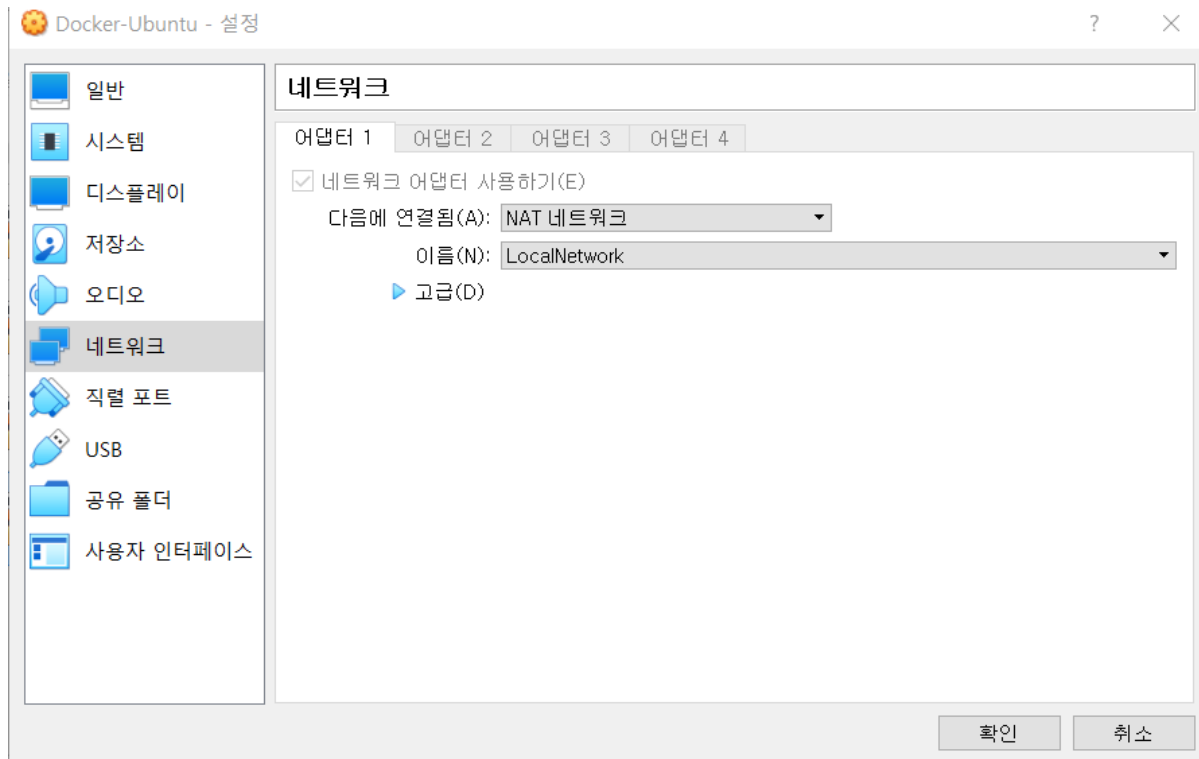 Docker-Ubuntu - 설정
?
일반
시스템
디스플레이
저장소
오디오
네트워크
직렬 포트
USB
공유 폴더
사용자 인터페이스
네트워크
어댑터 1 어댑터 2 어댑터 3 어댑터 4
네트워크 어댑터 사용하기(E)
다음에 연결됨(A): NAT 네트워크
이름(N): LocalNetwork
고급(D)
확인 취소